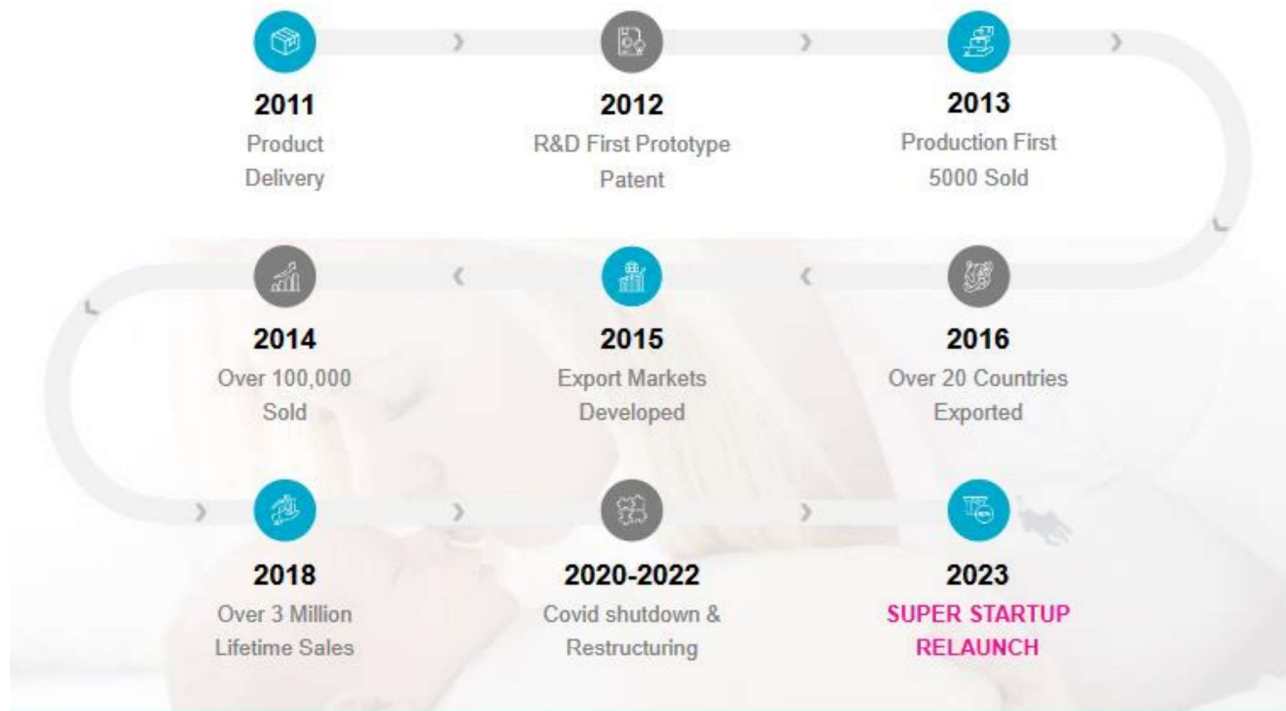 2011
Product
Delivery
2012
R&D First Prototype
Patent
2013
Production First
5000 Sold
2014
Over 100,000
Sold
2015
Export Markets
Developed
2016
Over 20 Countries
Exported
2018
Over 3 Million
Lifetime Sales
2020-2022
Covid shutdown &
Restructuring
2023
SUPER STARTUP
RELAUNCH